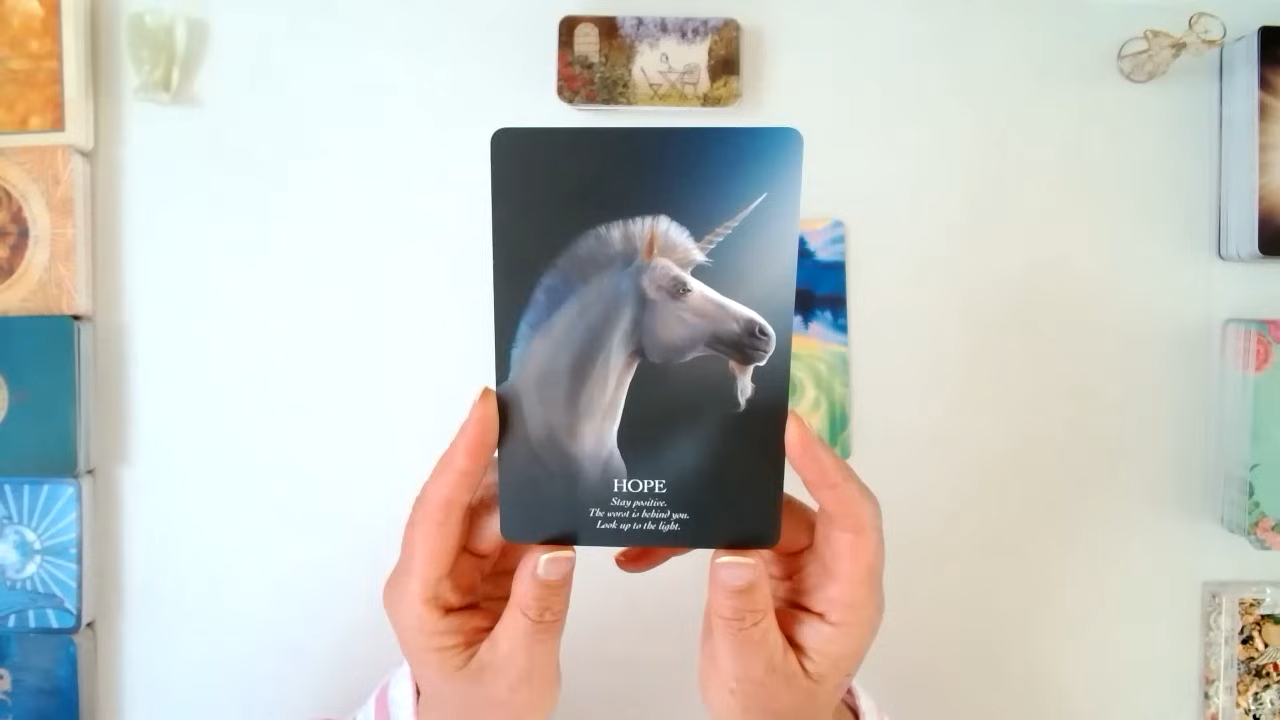 HOPE
Stay positive.
The worst is behind you.
Look up to the light.